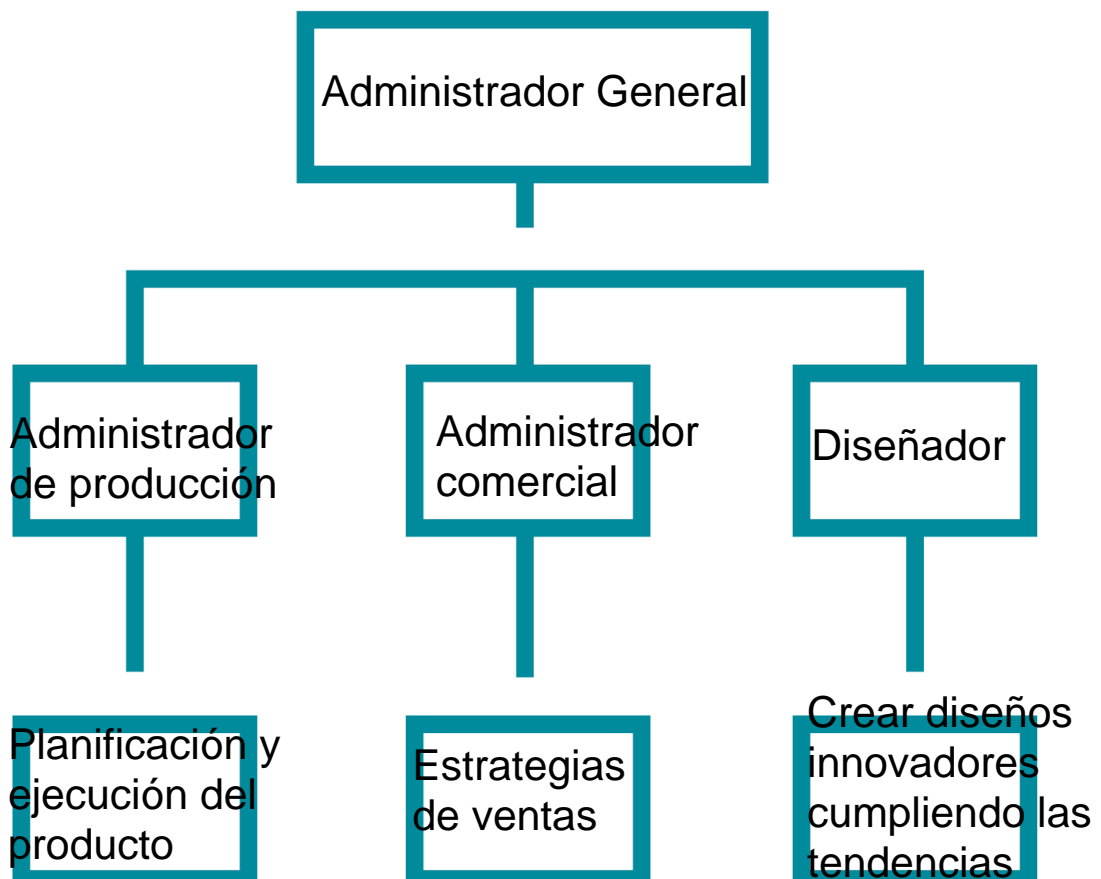 Administrador General
Administrador
de producción
Administrador
comercial
Diseñador
Planificación y
ejecución del
producto
Estrategias
de ventas
Crear diseños
innovadores
cumpliendo las
tendencias